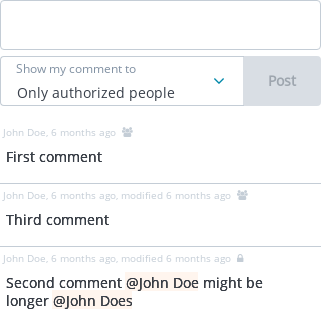 Show my comment to
Only authorized people
Post
John Doe, 6 months ago
First comment
John Doe, 6 months ago, modified 6 months ago
Third comment
John Doe, 6 months ago, modified 6 months ago
Second comment @John Doe might be
longer @John Does